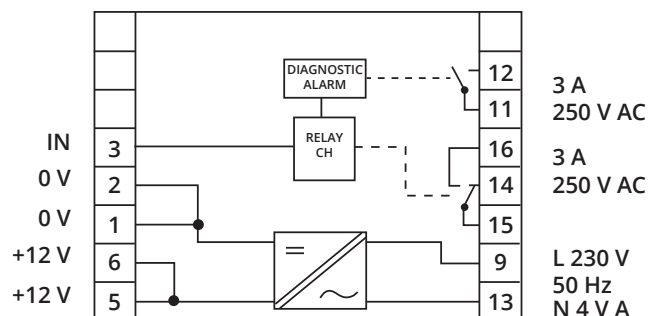 DIAGNOSTIC
ALARM
12
3 A
11
250 V AC
IN
3
RELAY
CH
16
3 A
0 V
2
14
250 V AC
0 V
1
15
+12 V
6
9
L 230 V
50 Hz
+12 V
5
13
N 4 V A